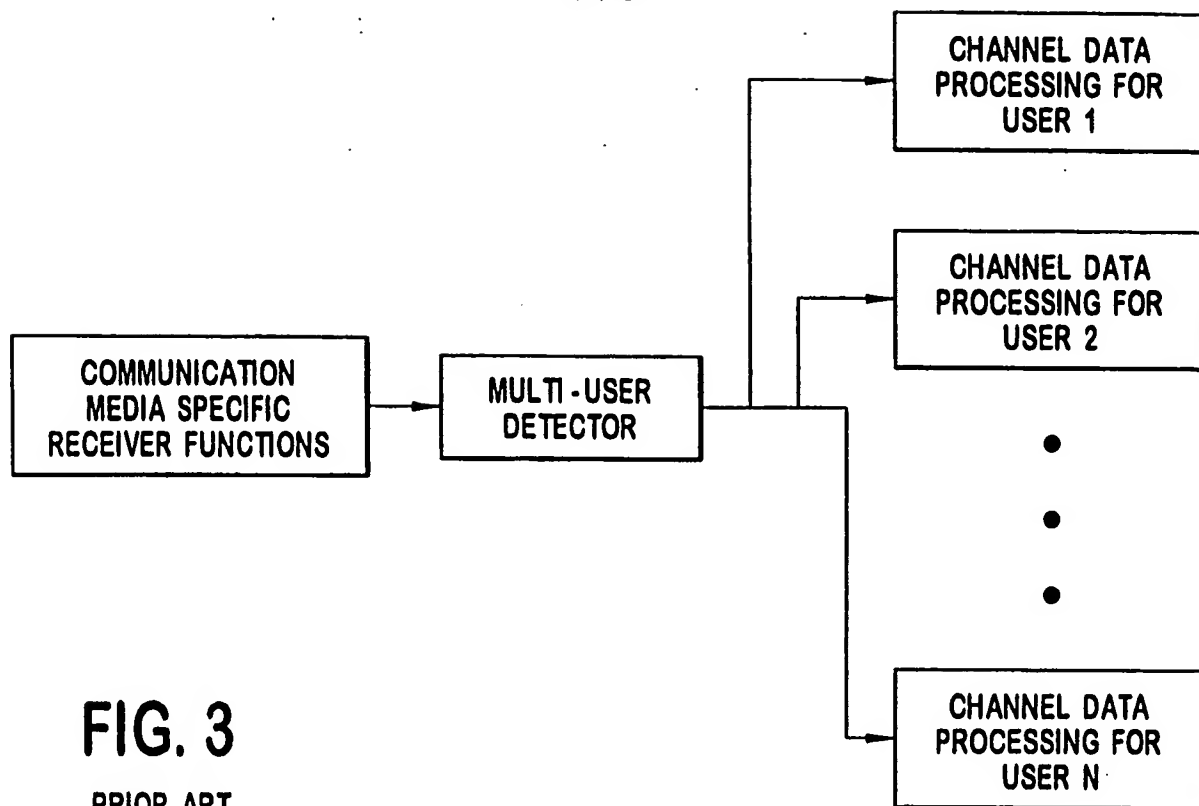 CHANNEL DATA
PROCESSING FOR
USER 1
CHANNEL DATA
PROCESSING FOR
USER 2
COMMUNICATION
MEDIA SPECIFIC
RECEIVER FUNCTIONS
MULTI-USER
DETECTOR
CHANNEL DATA
PROCESSING FOR
USER N
FIG. 3
PRIOR ART